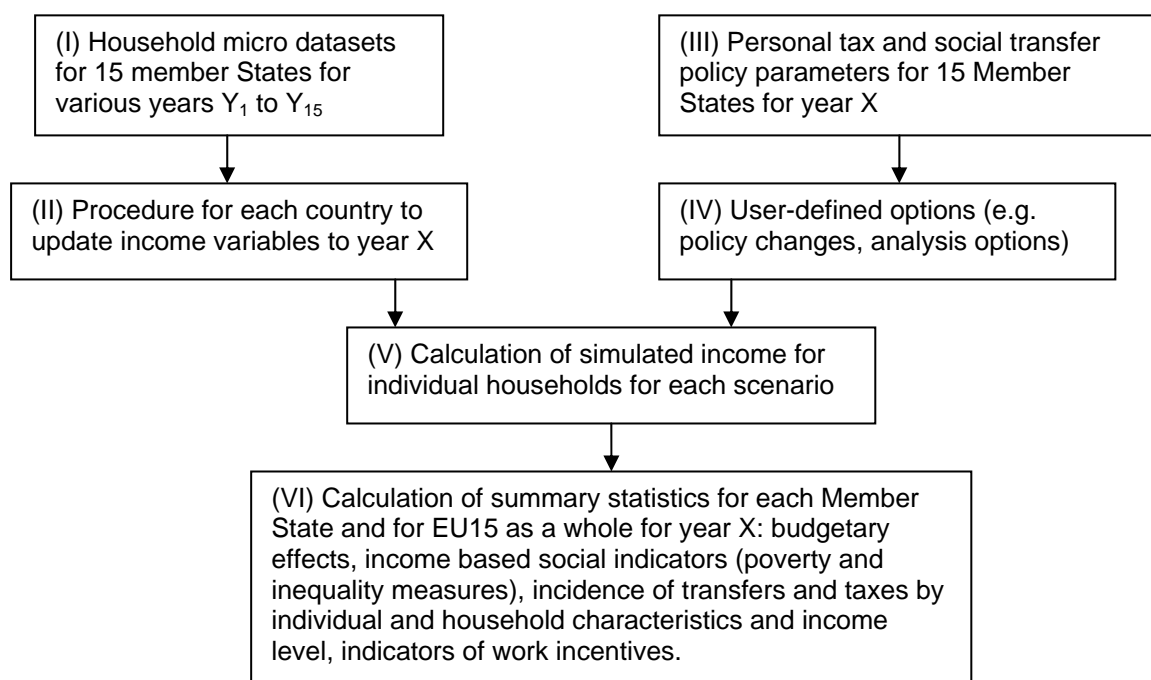 (I) Household micro datasets
for 15 member States for
various years Y₁ to Y₁₅
(III) Personal tax and social transfer
policy parameters for 15 Member
States for year X
(II) Procedure for each country to
update income variables to year X
(IV) User-defined options (e.g.
policy changes, analysis options)
(V) Calculation of simulated income for
individual households for each scenario
(VI) Calculation of summary statistics for each Member
State and for EU15 as a whole for year X: budgetary
effects, income based social indicators (poverty and
inequality measures), incidence of transfers and taxes by
individual and household characteristics and income
level, indicators of work incentives.